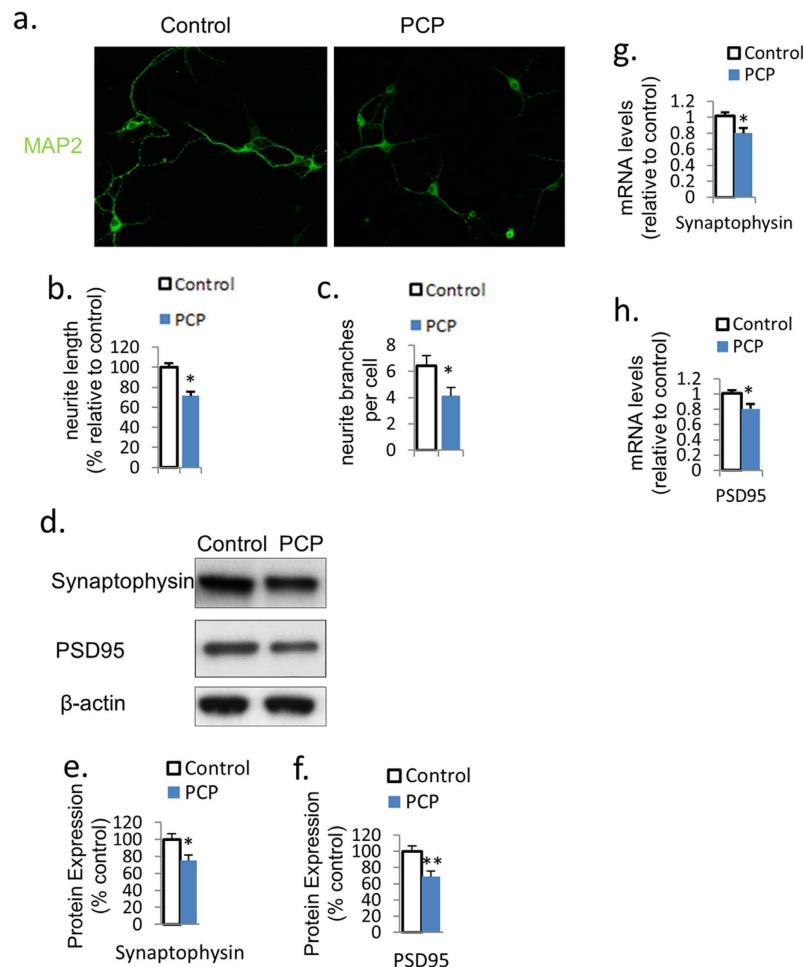 a.
Control
PCP
MAP2
b.
Control
PCP
neurite length
(% relative to control)
120
100
80
60
40
20
0
*
c.
Control
PCP
neurite branches
per cell
8
6
4
2
0
*
d.
Control PCP
Synaptophysin
PSD95
β-actin
e.
Control
PCP
Protein Expression
(% control)
120
100
80
60
40
20
0
*
Synaptophysin
f.
Control
PCP
Protein Expression
(% control)
120
100
80
60
40
20
0
**
PSD95
g.
Control
PCP
mRNA levels
(relative to control)
1.2
1
0.8
0.6
0.4
0.2
0
*
Synaptophysin
h.
Control
PCP
mRNA levels
(relative to control)
1.2
1
0.8
0.6
0.4
0.2
0
*
PSD95